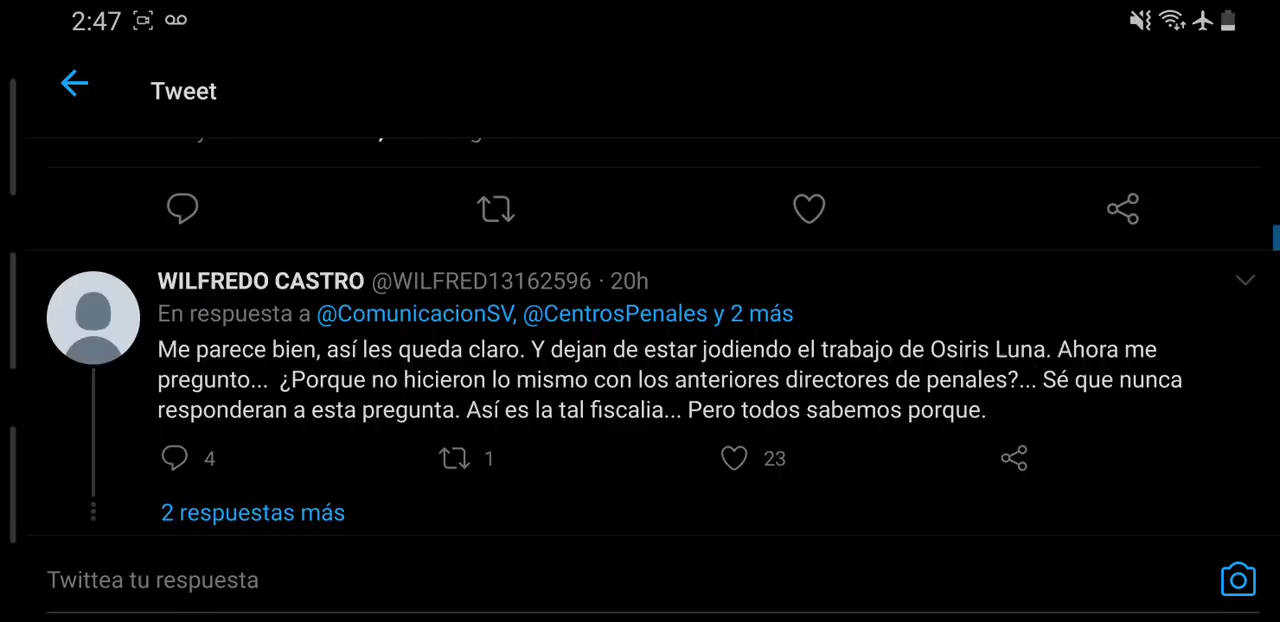 2:47
Tweet
WILFREDO CASTRO @WILFRED13162596 · 20h
En respuesta a @ComunicacionSV, @CentrosPenales y 2 más
Me parece bien, así les queda claro. Y dejan de estar jodiendo el trabajo de Osiris Luna. Ahora me
pregunto... ¿Porque no hicieron lo mismo con los anteriores directores de penales?... Sé que nunca
responderan a esta pregunta. Así es la tal fiscalia... Pero todos sabemos porque.
4 1 23
2 respuestas más
Twittea tu respuesta